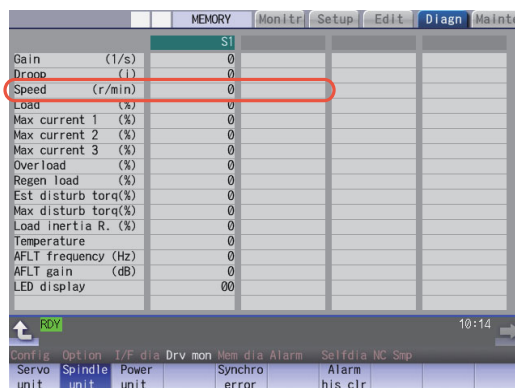 MEMORY Monitr Setup Edit Diagn Mainte
S1
Gain (1/s) 0
Droop (i) 0
Speed (r/min) 0
Load (%) 0
Max current 1 (%) 0
Max current 2 (%) 0
Max current 3 (%) 0
Overload (%) 0
Regen load (%) 0
Est disturb torq(%) 0
Max disturb torq(%) 0
Load inertia R. (%) 0
Temperature 0
AFLT frequency (Hz) 0
AFLT gain (dB) 0
LED display 00
RDY 10:14
Config Option I/F dia Drv mon Mem dia Alarm Selfdia NC Smp
Servo Spindle Power Synchro Alarm
unit unit unit error his clr